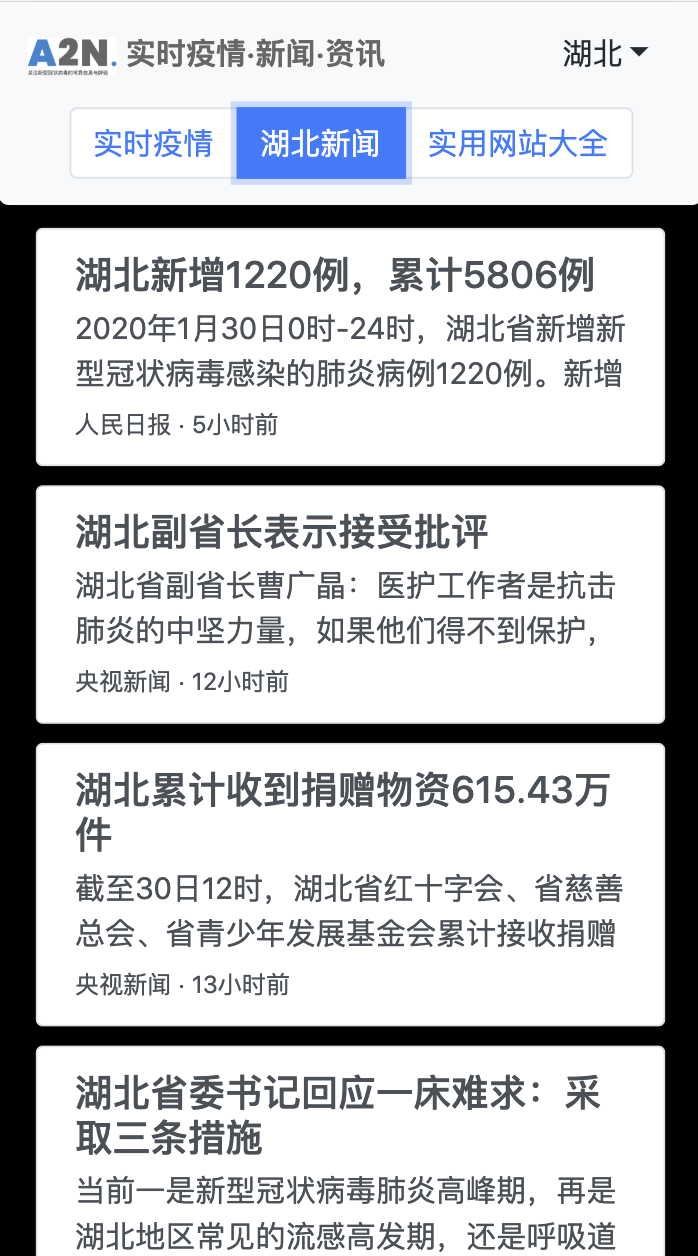 A2N. 实时疫情·新闻·资讯
湖北
实时疫情
湖北新闻
实用网站大全
湖北新增1220例，累计5806例
2020年1月30日0时-24时，湖北省新增新
型冠状病毒感染的肺炎病例1220例。新增
人民日报 · 5小时前
湖北副省长表示接受批评
湖北省副省长曹广晶：医护工作者是抗击
肺炎的中坚力量，如果他们得不到保护，
央视新闻 · 12小时前
湖北累计收到捐赠物资615.43万
件
截至30日12时，湖北省红十字会、省慈善
总会、省青少年发展基金会累计接收捐赠
央视新闻 · 13小时前
湖北省委书记回应一床难求：采
取三条措施
当前一是新型冠状病毒肺炎高峰期，再是
湖北地区常见的流感高发期，还是呼吸道